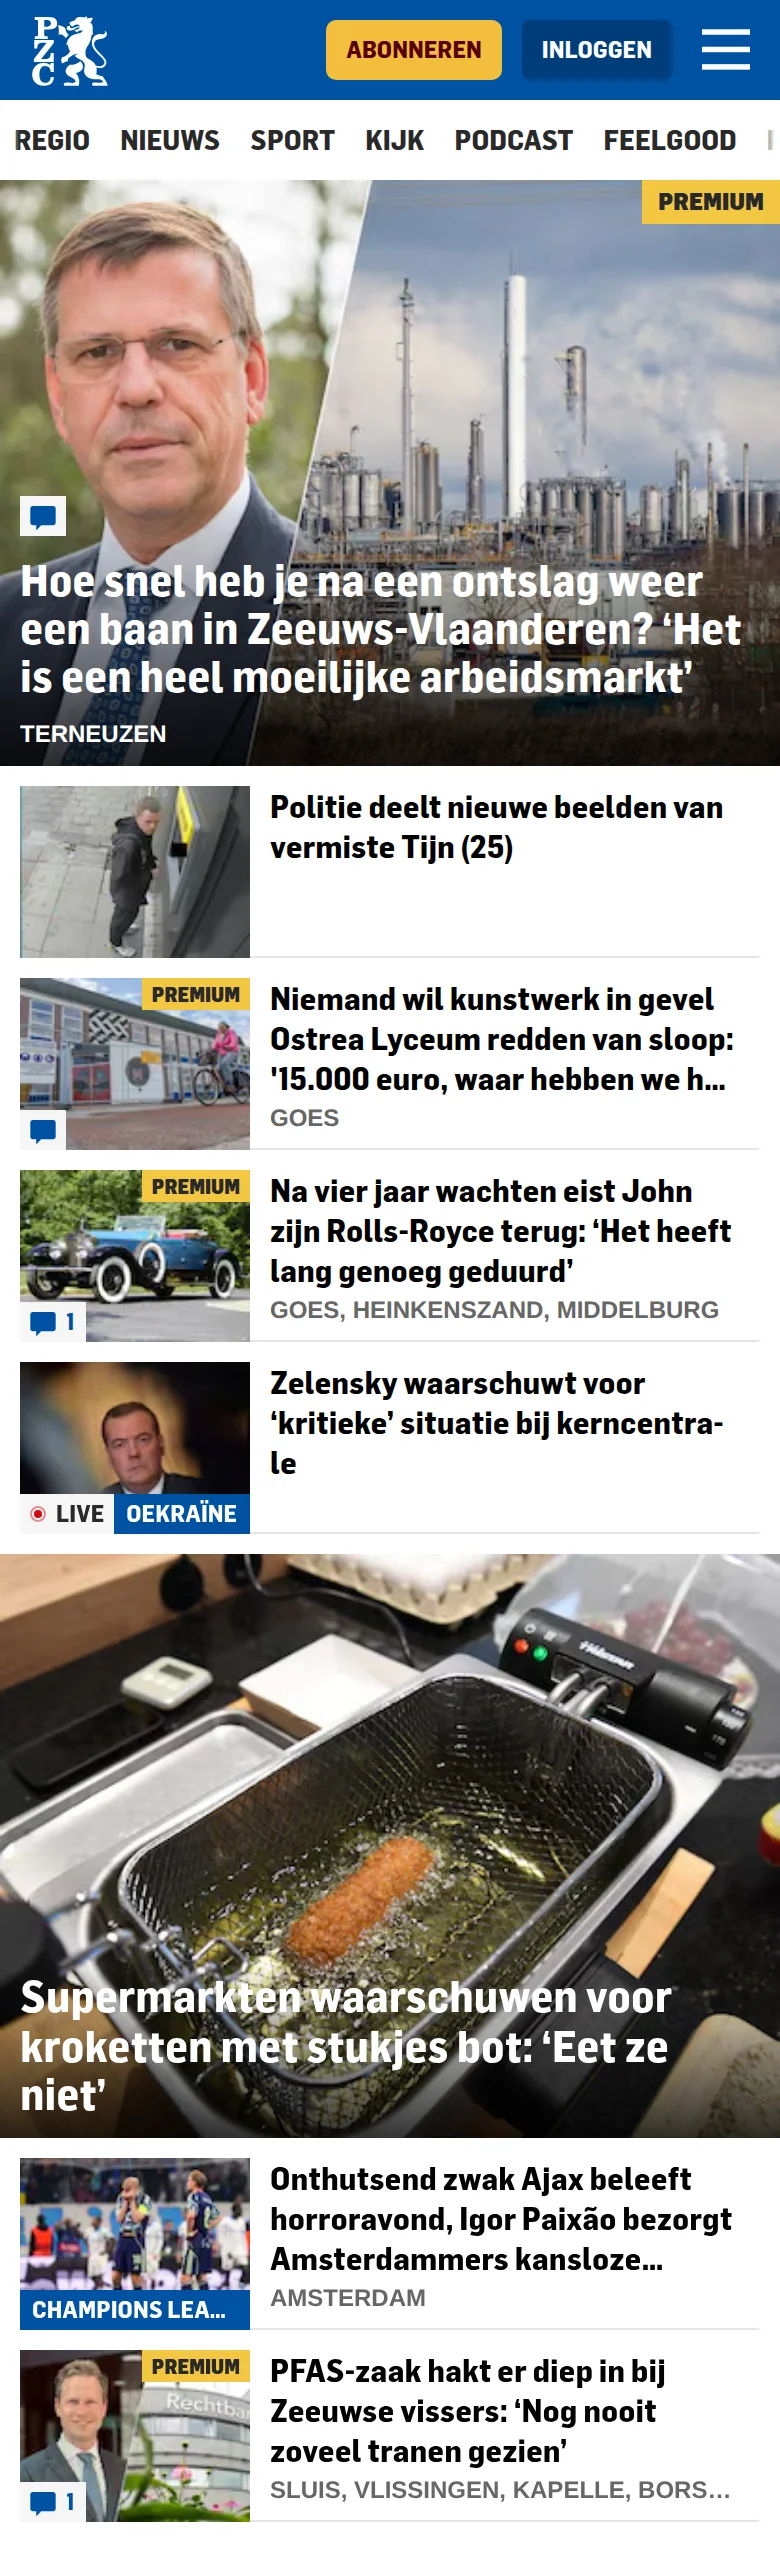 PZC
ABONNEREN
INLOGGEN
REGIO
NIEUWS
SPORT
KIJK
PODCAST
FEELGOOD
PREMIUM
Hoe snel heb je na een ontslag weer
een baan in Zeeuws-Vlaanderen? ‘Het
is een heel moeilijke arbeidsmarkt’
TERNEUZEN
Politie deelt nieuwe beelden van
vermiste Tijn (25)
PREMIUM
Niemand wil kunstwerk in gevel
Ostrea Lyceum redden van sloop:
'15.000 euro, waar hebben we h...
GOES
PREMIUM
1
Na vier jaar wachten eist John
zijn Rolls-Royce terug: ‘Het heeft
lang genoeg geduurd’
GOES, HEINKENSZAND, MIDDELBURG
LIVE
OEKRAÏNE
Zelensky waarschuwt voor
‘kritieke’ situatie bij kerncentra-
le
Supermarkten waarschuwen voor
kroketten met stukjes bot: ‘Eet ze
niet’
CHAMPIONS LEA...
Onthutsend zwak Ajax beleeft
horroravond, Igor Paixão bezorgt
Amsterdammers kansloze...
AMSTERDAM
PREMIUM
Rechtba
1
PFAS-zaak hakt er diep in bij
Zeeuwse vissers: ‘Nog nooit
zoveel tranen gezien’
SLUIS, VLISSINGEN, KAPELLE, BORS...